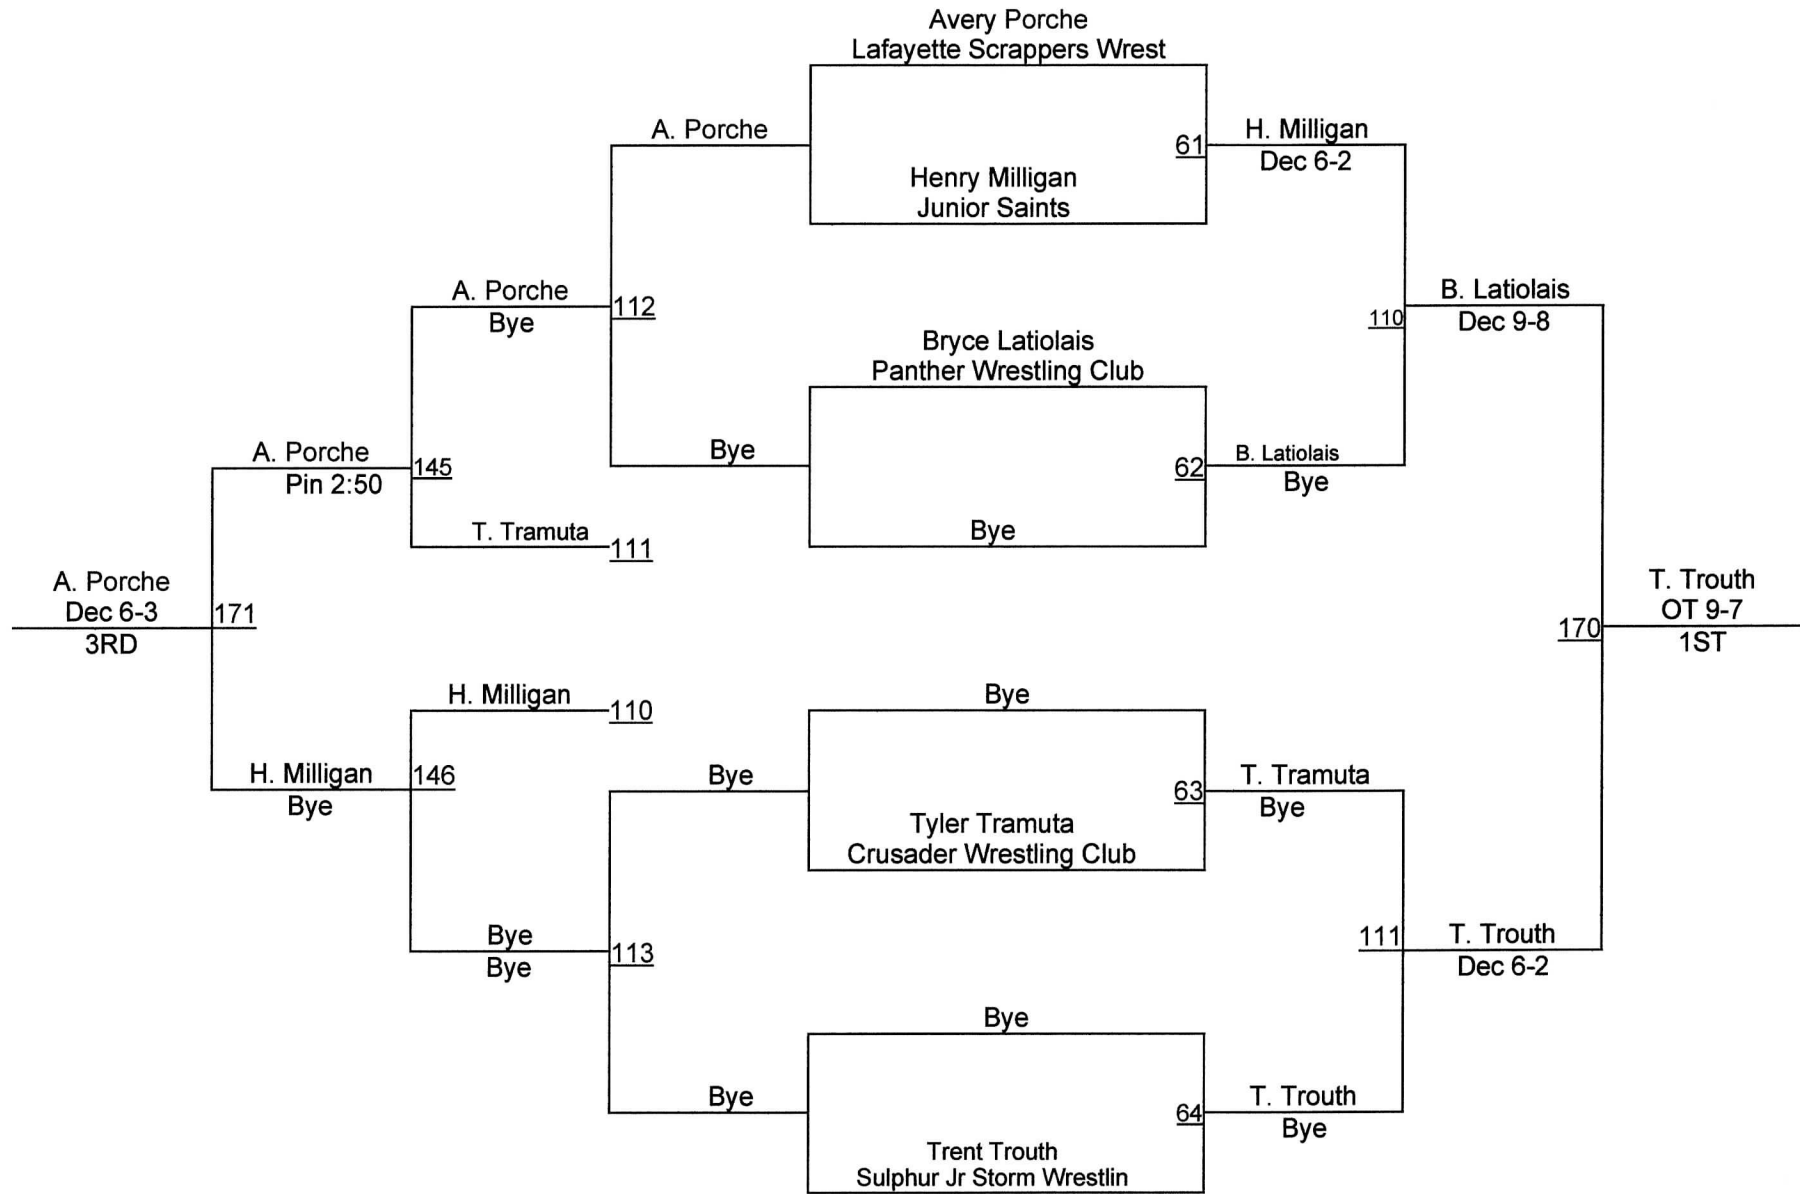 Avery Porche
Lafayette Scrappers Wrest
A. Porche
61
H. Milligan
Dec 6-2
Henry Milligan
Junior Saints
A. Porche
Bye
112
B. Latiolais
Dec 9-8
110
Bryce Latiolais
Panther Wrestling Club
A. Porche
Pin 2:50
145
Bye
62
B. Latiolais
Bye
T. Tramuta
111
Bye
A. Porche
Dec 6-3
3RD
171
T. Trouth
OT 9-7
1ST
170
H. Milligan
110
Bye
H. Milligan
Bye
146
Bye
63
T. Tramuta
Bye
Tyler Tramuta
Crusader Wrestling Club
Bye
Bye
113
111
T. Trouth
Dec 6-2
Bye
Bye
64
T. Trouth
Bye
Trent Trouth
Sulphur Jr Storm Wrestlin